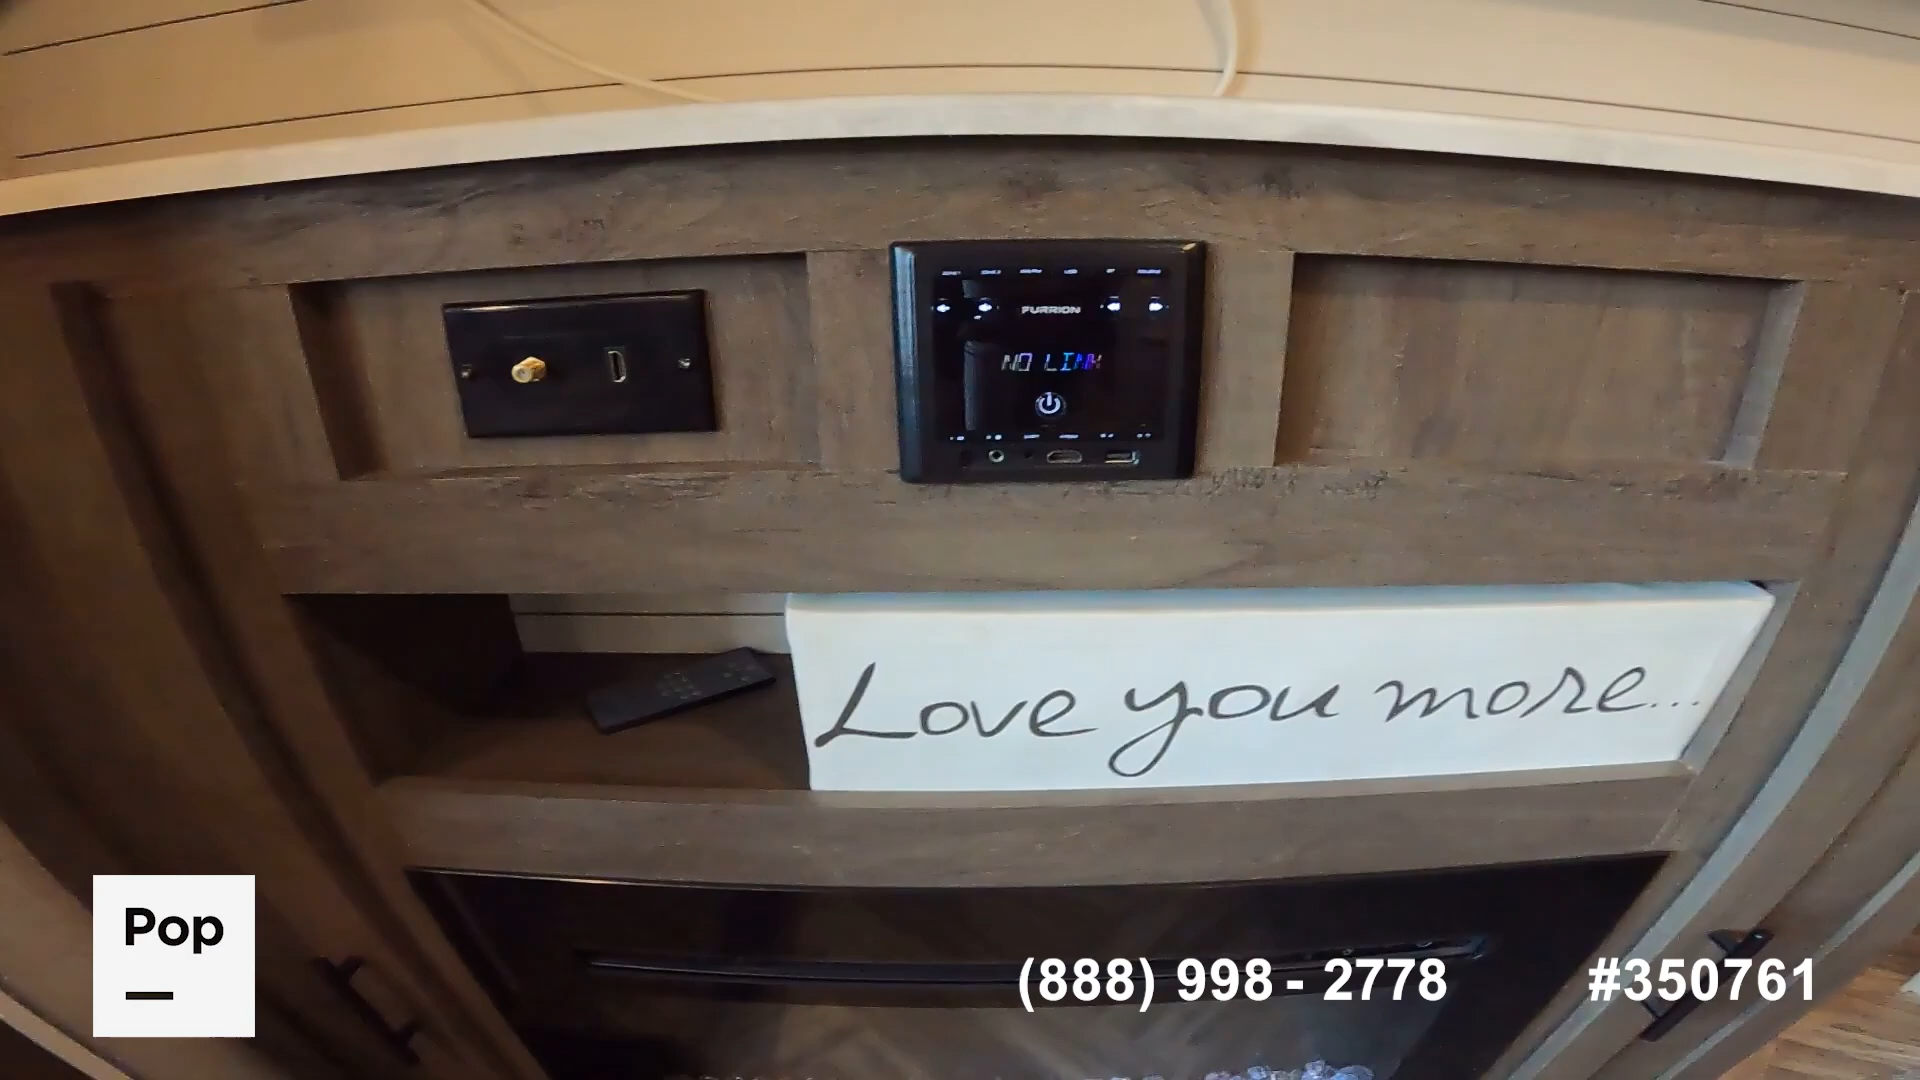 FURRION
NO LINK
Love you more...
Pop
(888) 998 - 2778
#350761